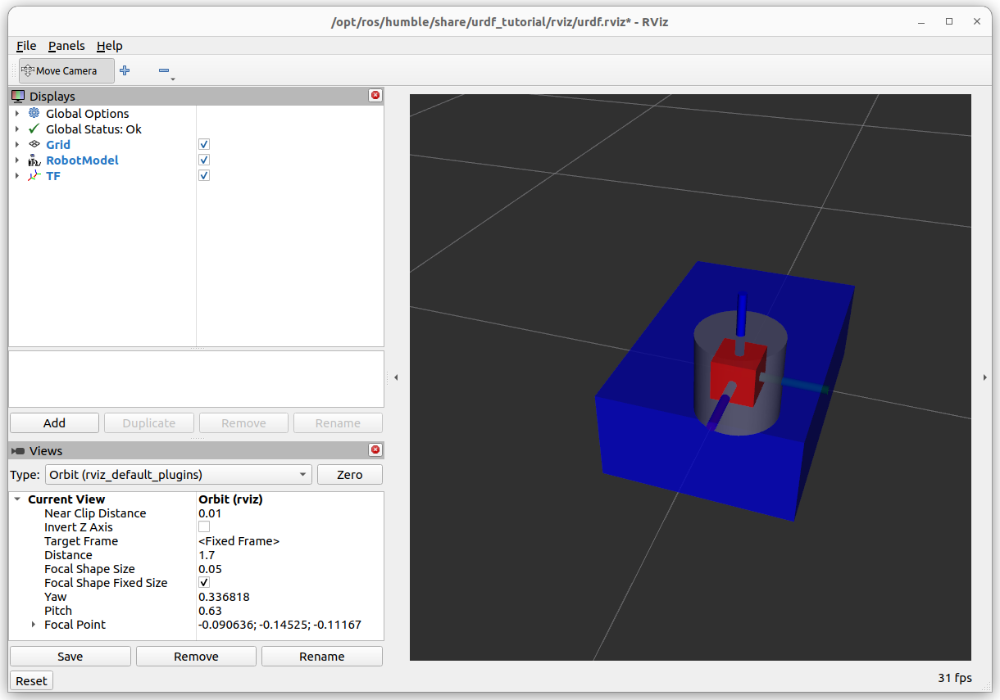 /opt/ros/humble/share/urdf_tutorial/rviz/urdf.rviz* - RViz
File Panels Help
Move Camera
Displays
Global Options
Global Status: Ok
Grid
RobotModel
TF
Add Duplicate Remove Rename
Views
Type: Orbit (rviz_default_plugins) Zero
Current View Orbit (rviz)
Near Clip Distance 0.01
Invert Z Axis
Target Frame <Fixed Frame>
Distance 1.7
Focal Shape Size 0.05
Focal Shape Fixed Size
Yaw 0.336818
Pitch 0.63
Focal Point -0.090636; -0.14525; -0.11167
Save Remove Rename
Reset
31 fps